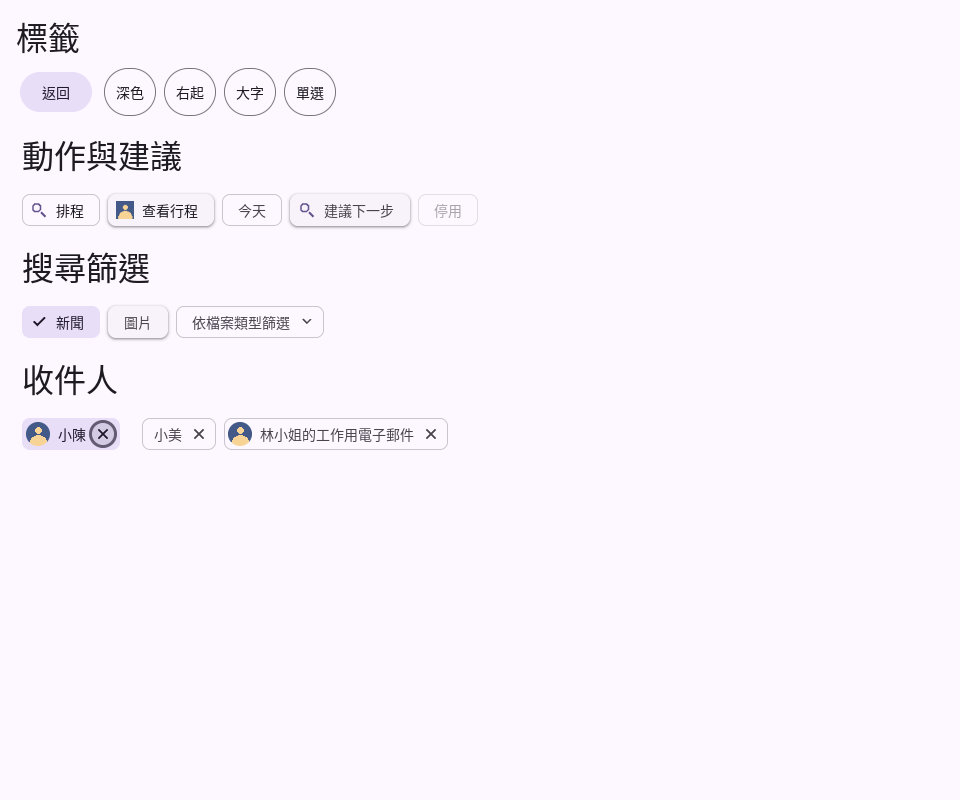 標籤
返回 深色 右起 大字 單選
動作與建議
排程 查看行程 今天 建議下一步 停用
搜尋篩選
新聞 圖片 依檔案類型篩選
收件人
小陳 小美 林小姐的工作用電子郵件